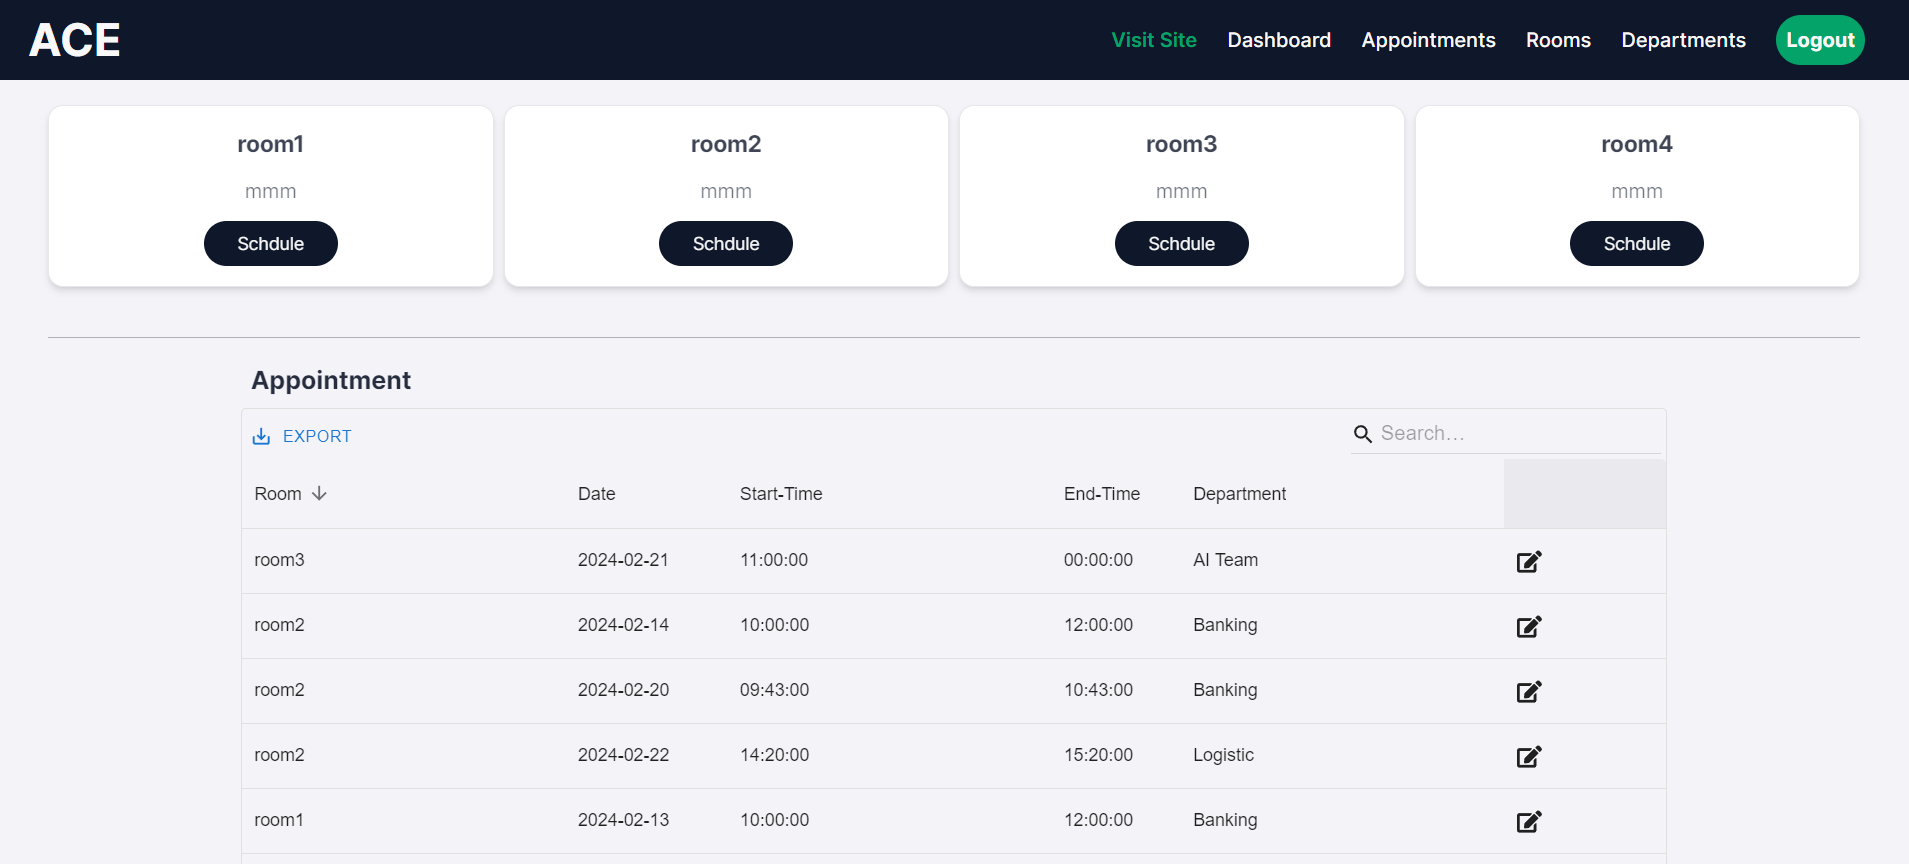 ACE
Visit Site Dashboard Appointments Rooms Departments Logout
room1 room2 room3 room4
mmm mmm mmm mmm
Schdule Schdule Schdule Schdule
Appointment
EXPORT Search…
Room Date Start-Time End-Time Department
room3 2024-02-21 11:00:00 00:00:00 AI Team
room2 2024-02-14 10:00:00 12:00:00 Banking
room2 2024-02-20 09:43:00 10:43:00 Banking
room2 2024-02-22 14:20:00 15:20:00 Logistic
room1 2024-02-13 10:00:00 12:00:00 Banking